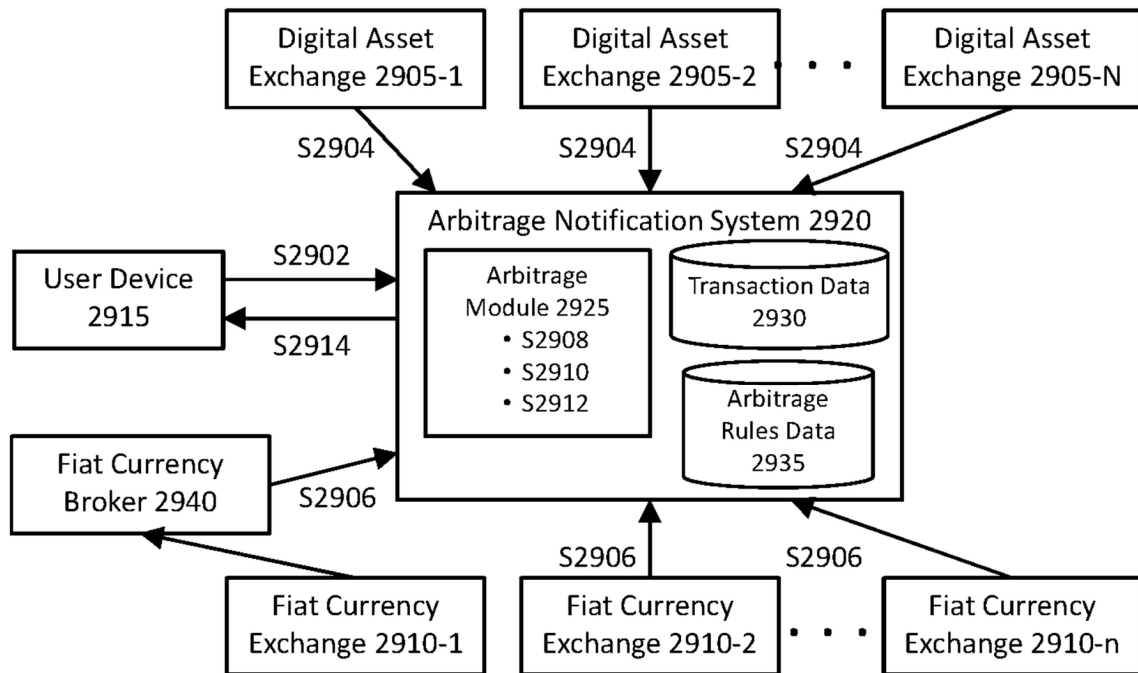 Digital Asset
Exchange 2905-1
Digital Asset
Exchange 2905-2
. . .
Digital Asset
Exchange 2905-N
S2904
S2904
S2904
Arbitrage Notification System 2920
Arbitrage
Module 2925
• S2908
• S2910
• S2912
Transaction Data
2930
Arbitrage
Rules Data
2935
User Device
2915
S2902
S2914
Fiat Currency
Broker 2940
S2906
S2906
S2906
Fiat Currency
Exchange 2910-1
Fiat Currency
Exchange 2910-2
. . .
Fiat Currency
Exchange 2910-n